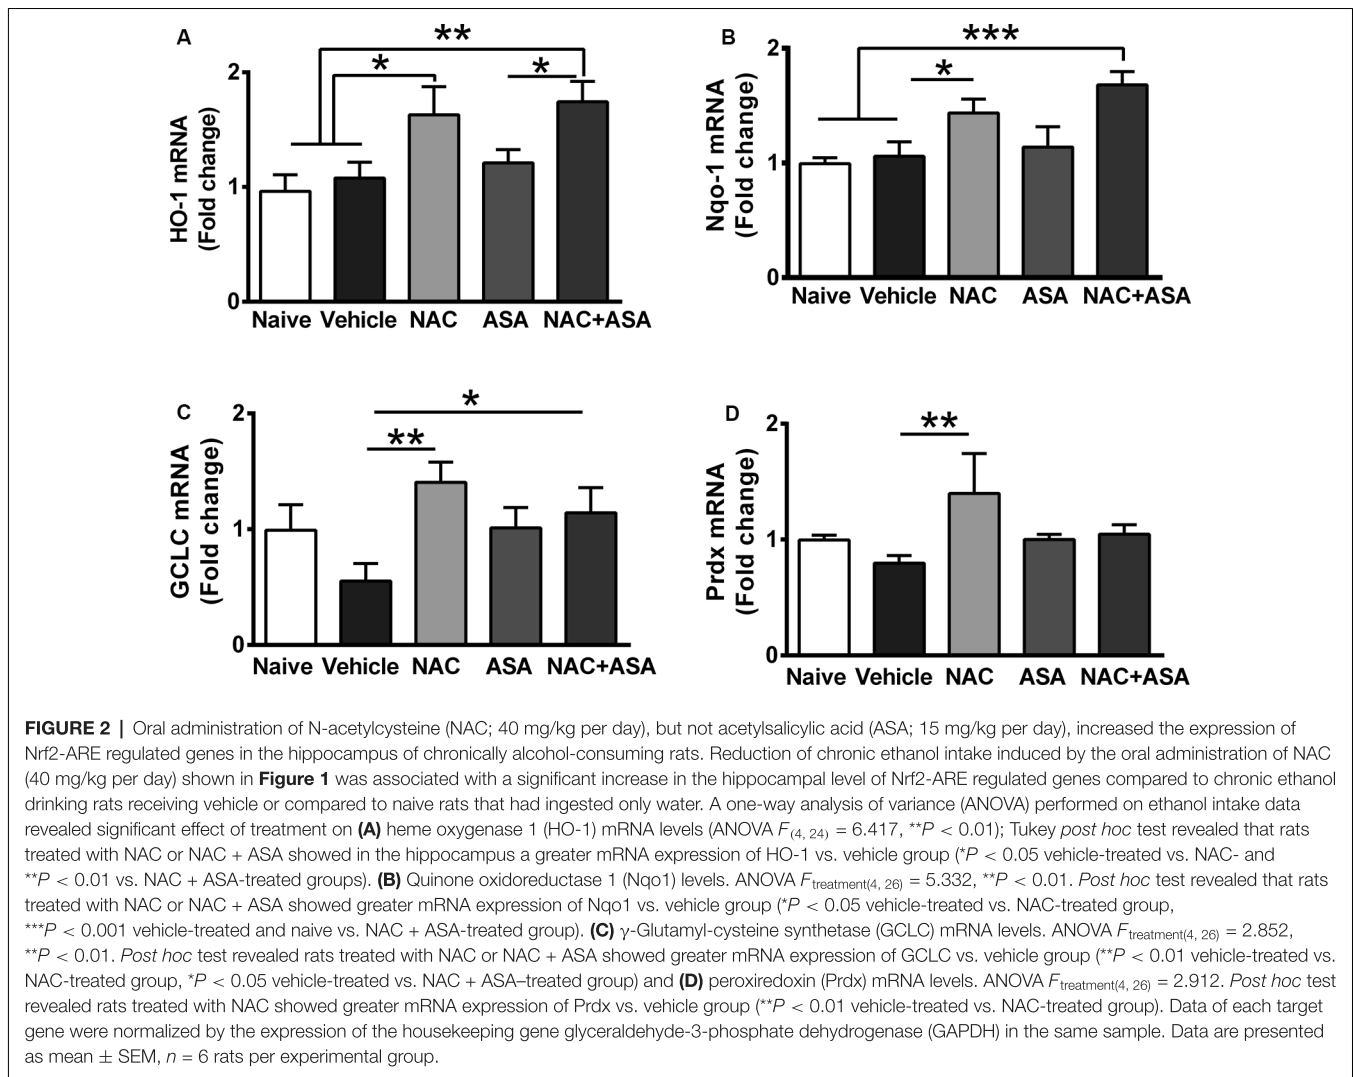 A
**
*
*
2
1
0
HO-1 mRNA
(Fold change)
Naive Vehicle NAC ASA NAC+ASA
B
***
*
2
1
0
Nqo-1 mRNA
(Fold change)
Naive Vehicle NAC ASA NAC+ASA
C
*
**
2
1
0
GCLC mRNA
(Fold change)
Naive Vehicle NAC ASA NAC+ASA
D
**
2
1
0
Prdx mRNA
(Fold change)
Naive Vehicle NAC ASA NAC+ASA
FIGURE 2 | Oral administration of N-acetylcysteine (NAC; 40 mg/kg per day), but not acetylsalicylic acid (ASA; 15 mg/kg per day), increased the expression of
Nrf2-ARE regulated genes in the hippocampus of chronically alcohol-consuming rats. Reduction of chronic ethanol intake induced by the oral administration of NAC
(40 mg/kg per day) shown in Figure 1 was associated with a significant increase in the hippocampal level of Nrf2-ARE regulated genes compared to chronic ethanol
drinking rats receiving vehicle or compared to naive rats that had ingested only water. A one-way analysis of variance (ANOVA) performed on ethanol intake data
revealed significant effect of treatment on (A) heme oxygenase 1 (HO-1) mRNA levels (ANOVA F(4, 24) = 6.417, **P < 0.01); Tukey post hoc test revealed that rats
treated with NAC or NAC + ASA showed in the hippocampus a greater mRNA expression of HO-1 vs. vehicle group (*P < 0.05 vehicle-treated vs. NAC- and
**P < 0.01 vs. NAC + ASA-treated groups). (B) Quinone oxidoreductase 1 (Nqo1) levels. ANOVA Ftreatment(4, 26) = 5.332, **P < 0.01. Post hoc test revealed that rats
treated with NAC or NAC + ASA showed greater mRNA expression of Nqo1 vs. vehicle group (*P < 0.05 vehicle-treated vs. NAC-treated group,
***P < 0.001 vehicle-treated and naive vs. NAC + ASA-treated group). (C) γ-Glutamyl-cysteine synthetase (GCLC) mRNA levels. ANOVA Ftreatment(4, 26) = 2.852,
**P < 0.01. Post hoc test revealed rats treated with NAC or NAC + ASA showed greater mRNA expression of GCLC vs. vehicle group (**P < 0.01 vehicle-treated vs.
NAC-treated group, *P < 0.05 vehicle-treated vs. NAC + ASA–treated group) and (D) peroxiredoxin (Prdx) mRNA levels. ANOVA Ftreatment(4, 26) = 2.912. Post hoc test
revealed rats treated with NAC showed greater mRNA expression of Prdx vs. vehicle group (**P < 0.01 vehicle-treated vs. NAC-treated group). Data of each target
gene were normalized by the expression of the housekeeping gene glyceraldehyde-3-phosphate dehydrogenase (GAPDH) in the same sample. Data are presented
as mean ± SEM, n = 6 rats per experimental group.